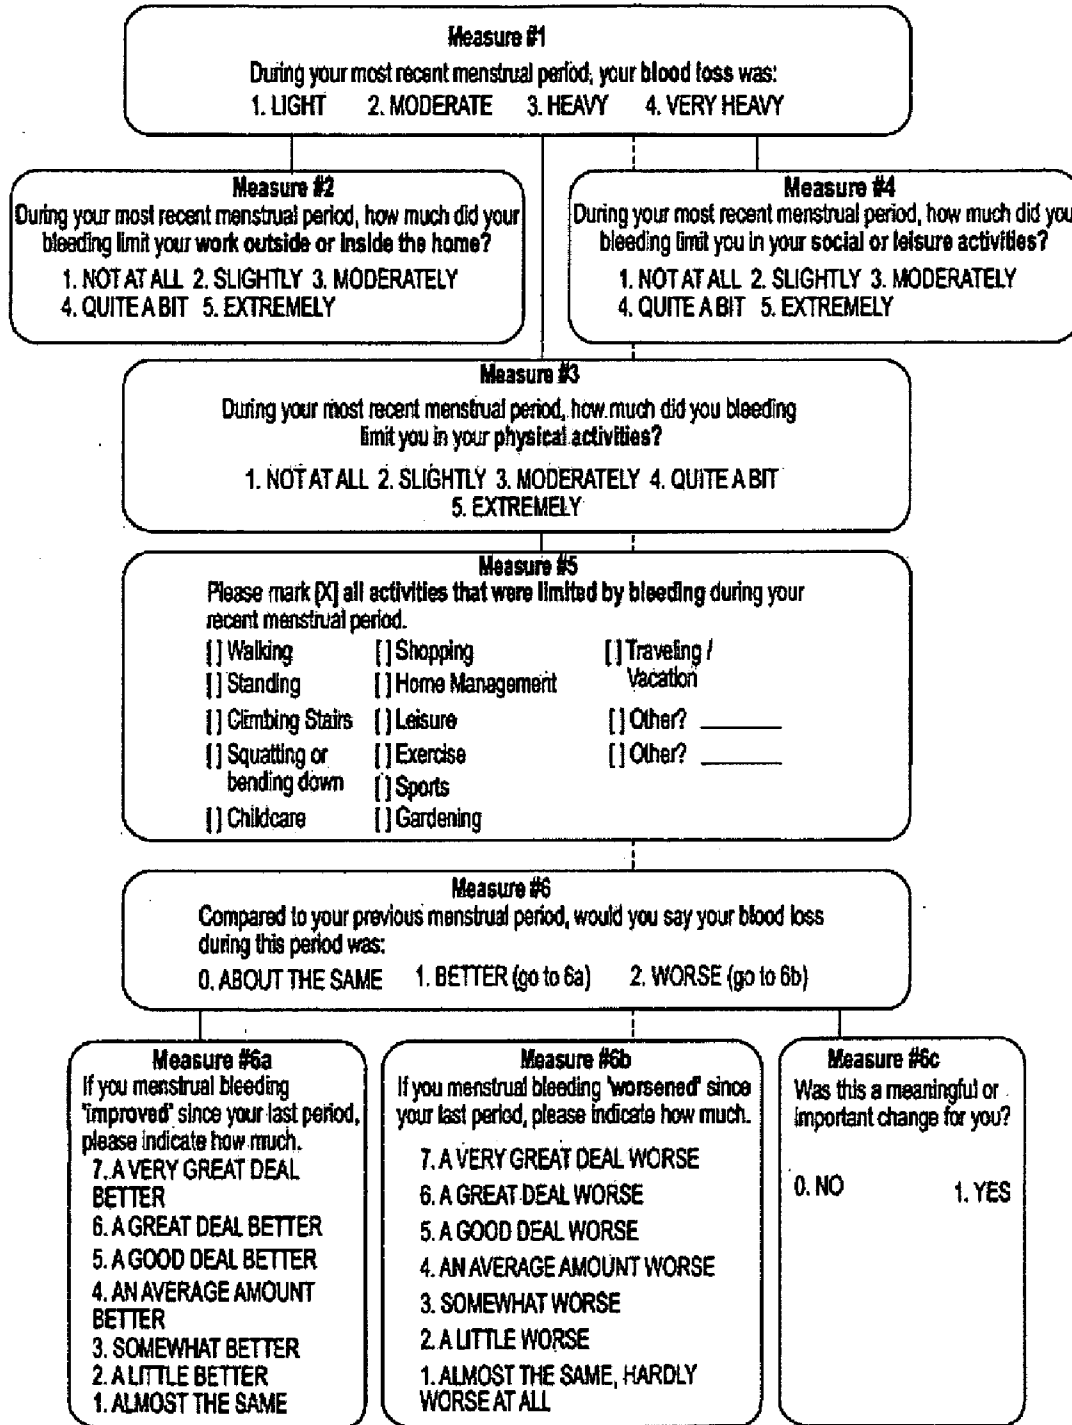 Measure #1
During your most recent menstrual period, your blood loss was:
1. LIGHT 2. MODERATE 3. HEAVY 4. VERY HEAVY
Measure #2
During your most recent menstrual period, how much did your
bleeding limit your work outside or inside the home?
1. NOT AT ALL 2. SLIGHTLY 3. MODERATELY
4. QUITE A BIT 5. EXTREMELY
Measure #4
During your most recent menstrual period, how much did you
bleeding limit you in your social or leisure activities?
1. NOT AT ALL 2. SLIGHTLY 3. MODERATELY
4. QUITE A BIT 5. EXTREMELY
Measure #3
During your most recent menstrual period, how much did you bleeding
limit you in your physical activities?
1. NOT AT ALL 2. SLIGHTLY 3. MODERATELY 4. QUITE A BIT
5. EXTREMELY
Measure #5
Please mark [X] all activities that were limited by bleeding during your
recent menstrual period.
[ ] Walking [ ] Shopping [ ] Traveling /
Vacation
[ ] Standing [ ] Home Management
[ ] Climbing Stairs [ ] Leisure [ ] Other? ________
[ ] Squatting or [ ] Exercise [ ] Other? ________
bending down [ ] Sports
[ ] Childcare [ ] Gardening
Measure #6
Compared to your previous menstrual period, would you say your blood loss
during this period was:
0. ABOUT THE SAME 1. BETTER (go to 6a) 2. WORSE (go to 6b)
Measure #6a
If you menstrual bleeding
'improved' since your last period,
please indicate how much.
7. A VERY GREAT DEAL
BETTER
6. A GREAT DEAL BETTER
5. A GOOD DEAL BETTER
4. AN AVERAGE AMOUNT
BETTER
3. SOMEWHAT BETTER
2. A LITTLE BETTER
1. ALMOST THE SAME
Measure #6b
If you menstrual bleeding 'worsened' since
your last period, please indicate how much.
7. A VERY GREAT DEAL WORSE
6. A GREAT DEAL WORSE
5. A GOOD DEAL WORSE
4. AN AVERAGE AMOUNT WORSE
3. SOMEWHAT WORSE
2. A LITTLE WORSE
1. ALMOST THE SAME, HARDLY
WORSE AT ALL
Measure #6c
Was this a meaningful or
important change for you?
0. NO 1. YES